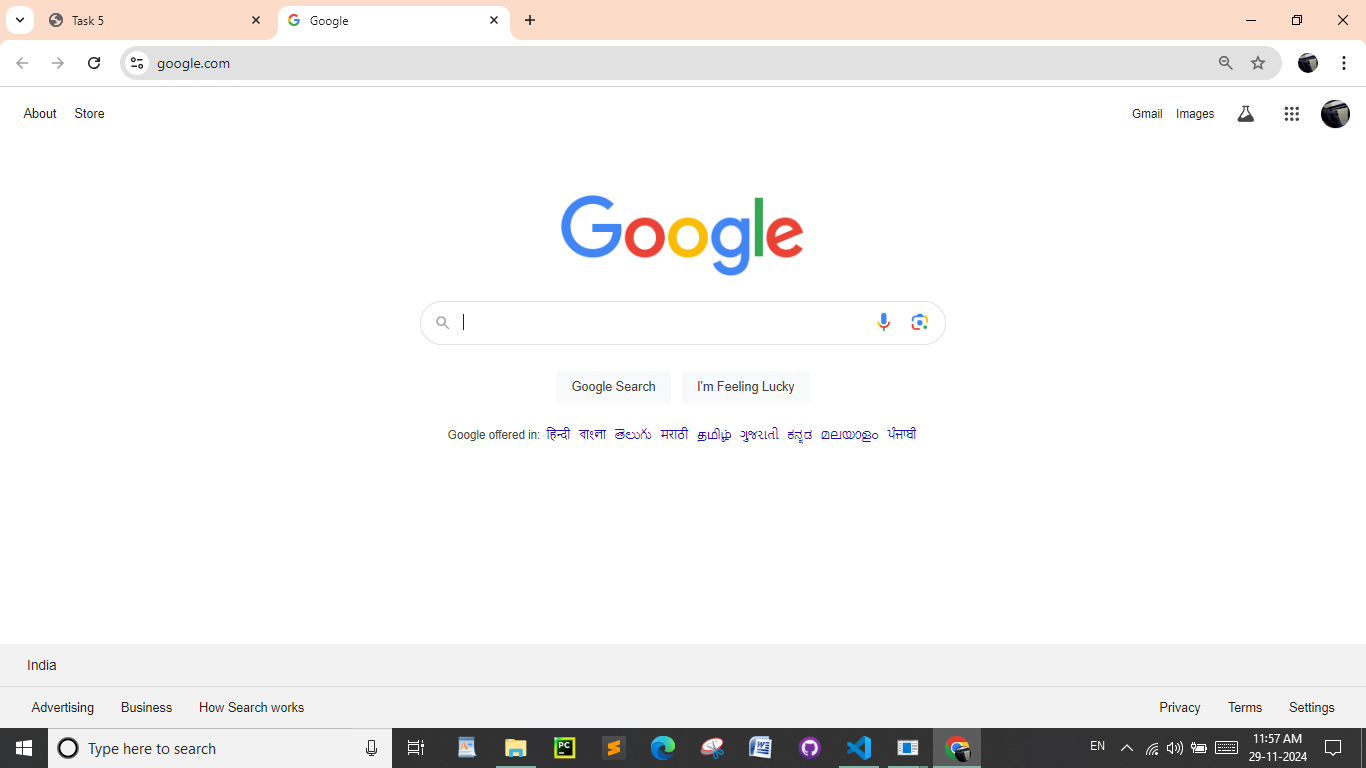 Task 5
Google
google.com
About Store
Gmail Images
Google
Google Search I'm Feeling Lucky
Google offered in: हिन्दी বাংলা తెలుగు मराठी தமிழ் ગુજરાતી ಕನ್ನಡ മലയാളം ਪੰਜਾਬੀ
India
Advertising Business How Search works
Privacy Terms Settings
Type here to search
PC
W
EN
11:57 AM
29-11-2024